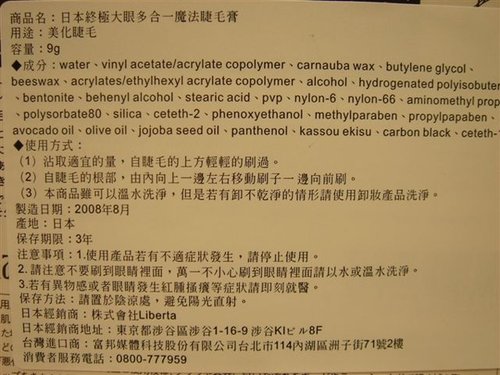 商品名：日本終極大眼多合一魔法睫毛膏
用途：美化睫毛
容量：9g
◆成分：water、vinyl acetate/acrylate copolymer、carnauba wax、butylene glycol、
beeswax、acrylates/ethylhexyl acrylate copolymer、alcohol、hydrogenated polyisobuter
、bentonite、behenyl alcohol、stearic acid、pvp、nylon-6、nylon-66、aminomethyl prop
、polysorbate80、silica、ceteth-2、phenoxyethanol、methylparaben、propylpapaben、
avocado oil、olive oil、jojoba seed oil、panthenol、kassou ekisu、carbon black、ceteth-1
◆使用方式：
（1）沾取適宜的量，自睫毛的上方輕輕的刷過。
（2）自睫毛的根部，由內向上一邊左右移動刷子一邊向前刷。
（3）本商品雖可以溫水洗淨，但是若有卸不乾淨的情形請使用卸妝產品洗淨。
製造日期：2008年8月
產地：日本
保存期限：3年
注意事項：1.使用產品若有不適症狀發生，請停止使用。
2.請注意不要刷到眼睛裡面，萬一不小心刷到眼睛裡面請以水或溫水洗淨。
3.若有異物感或者眼睛發生紅腫搔癢等症狀請即刻就醫。
保存方法：請置於陰涼處，避免陽光直射。
日本經銷商：株式會社Liberta
日本經銷商地址：東京都涉谷區涉谷1-16-9 涉谷KIビル8F
台灣進口商：富邦媒體科技股份有限公司台北市114內湖區洲子街71號2樓
消費者服務電話：0800-777959